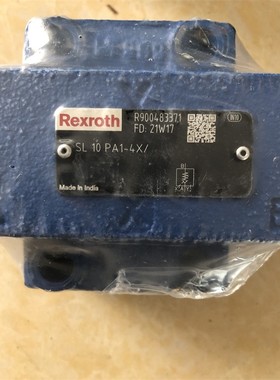 Rexroth
R900483371
FD: 21W17
SL 10 PA1-4X/
Made in India